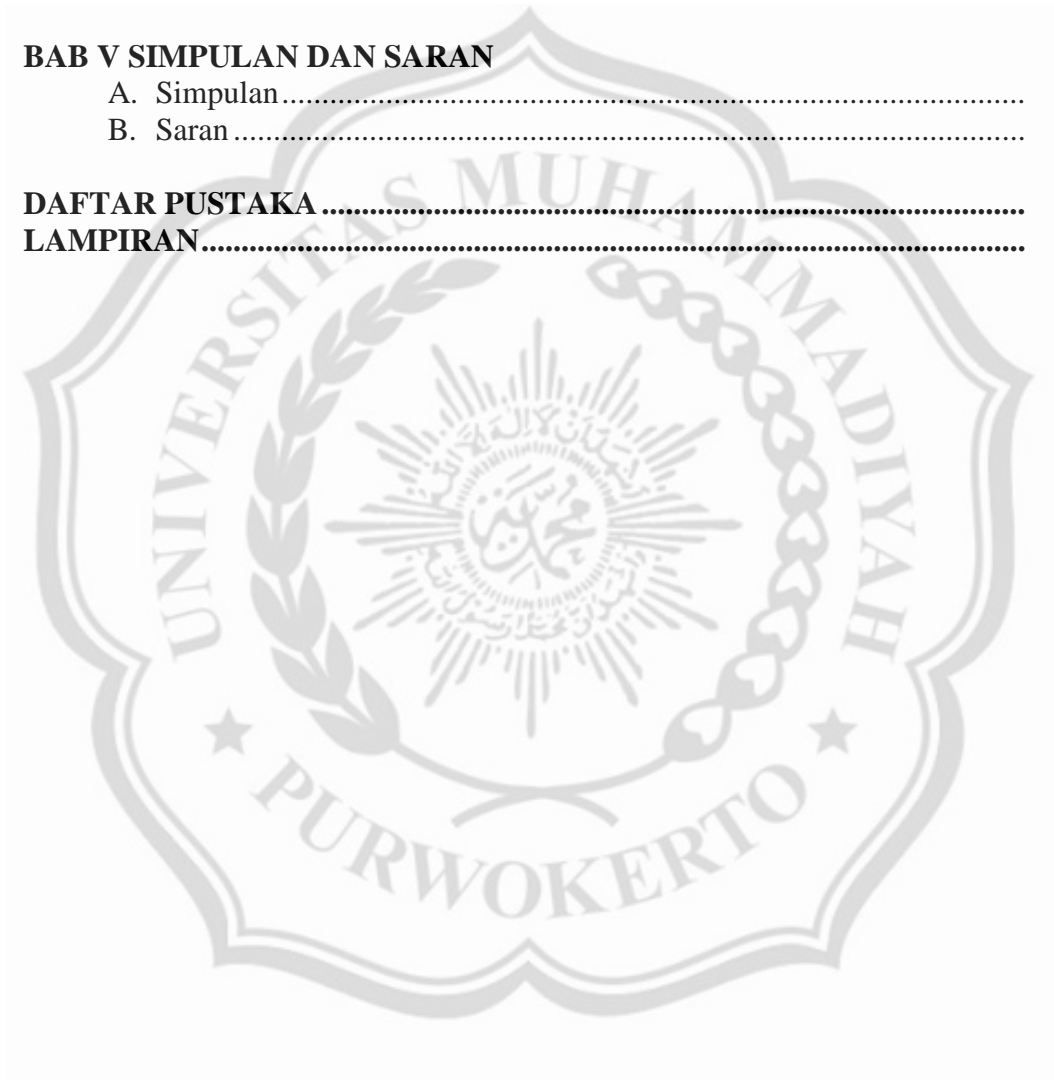 BAB V SIMPULAN DAN SARAN
A. Simpulan..........................................................................................
B. Saran................................................................................................
DAFTAR PUSTAKA......................................................................................
LAMPIRAN.....................................................................................................
UNIVERSITAS MUHAMMADIYAH
PURWOKERTO